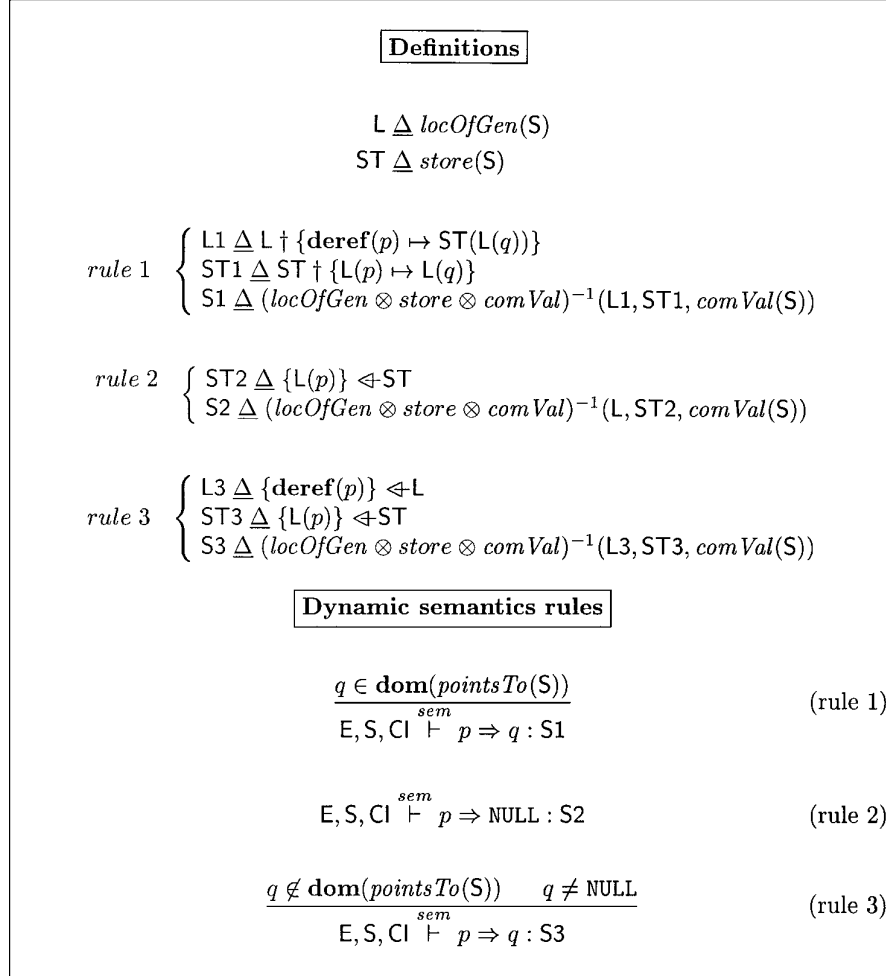 Definitions
L ≜ locOfGen(S)
ST ≜ store(S)
L1 ≜ L † {deref(p) ↦ ST(L(q))}
rule 1 { ST1 ≜ ST † {L(p) ↦ L(q)}
S1 ≜ (locOfGen ⊗ store ⊗ comVal)⁻¹(L1, ST1, comVal(S))
rule 2 { ST2 ≜ {L(p)} ⩤ ST
S2 ≜ (locOfGen ⊗ store ⊗ comVal)⁻¹(L, ST2, comVal(S))
L3 ≜ {deref(p)} ⩤ L
rule 3 { ST3 ≜ {L(p)} ⩤ ST
S3 ≜ (locOfGen ⊗ store ⊗ comVal)⁻¹(L3, ST3, comVal(S))
Dynamic semantics rules
q ∈ dom(pointsTo(S))
(rule 1)
sem
E, S, CI ⊢ p ⇒ q : S1
sem
E, S, CI ⊢ p ⇒ NULL : S2 (rule 2)
q ∉ dom(pointsTo(S)) q ≠ NULL
(rule 3)
sem
E, S, CI ⊢ p ⇒ q : S3